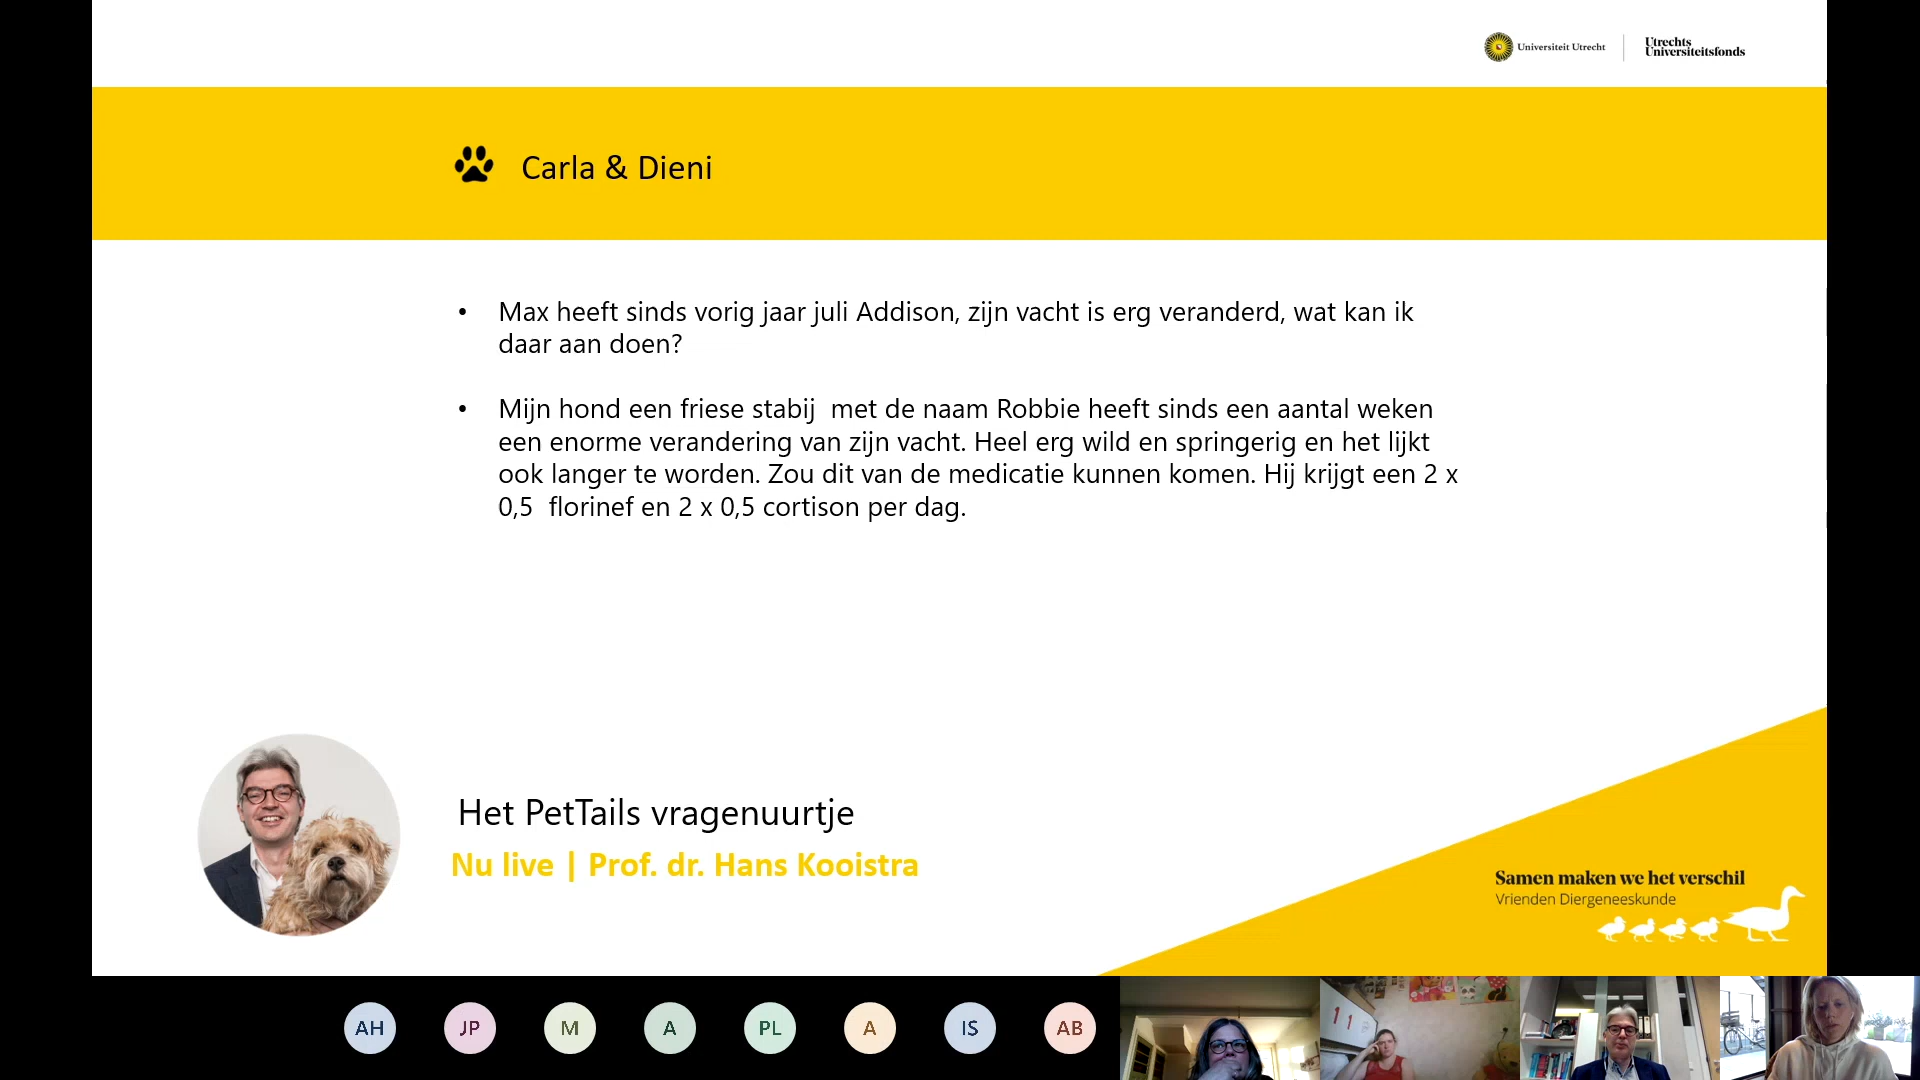 Universiteit Utrecht
Utrechts
Universiteitsfonds
Carla & Dieni
• Max heeft sinds vorig jaar juli Addison, zijn vacht is erg veranderd, wat kan ik
daar aan doen?
• Mijn hond een friese stabij  met de naam Robbie heeft sinds een aantal weken
een enorme verandering van zijn vacht. Heel erg wild en springerig en het lijkt
ook langer te worden. Zou dit van de medicatie kunnen komen. Hij krijgt een 2 x
0,5  florinef en 2 x 0,5 cortison per dag.
Het PetTails vragenuurtje
Nu live | Prof. dr. Hans Kooistra
Samen maken we het verschil
Vrienden Diergeneeskunde
AH JP M A PL A IS AB
11